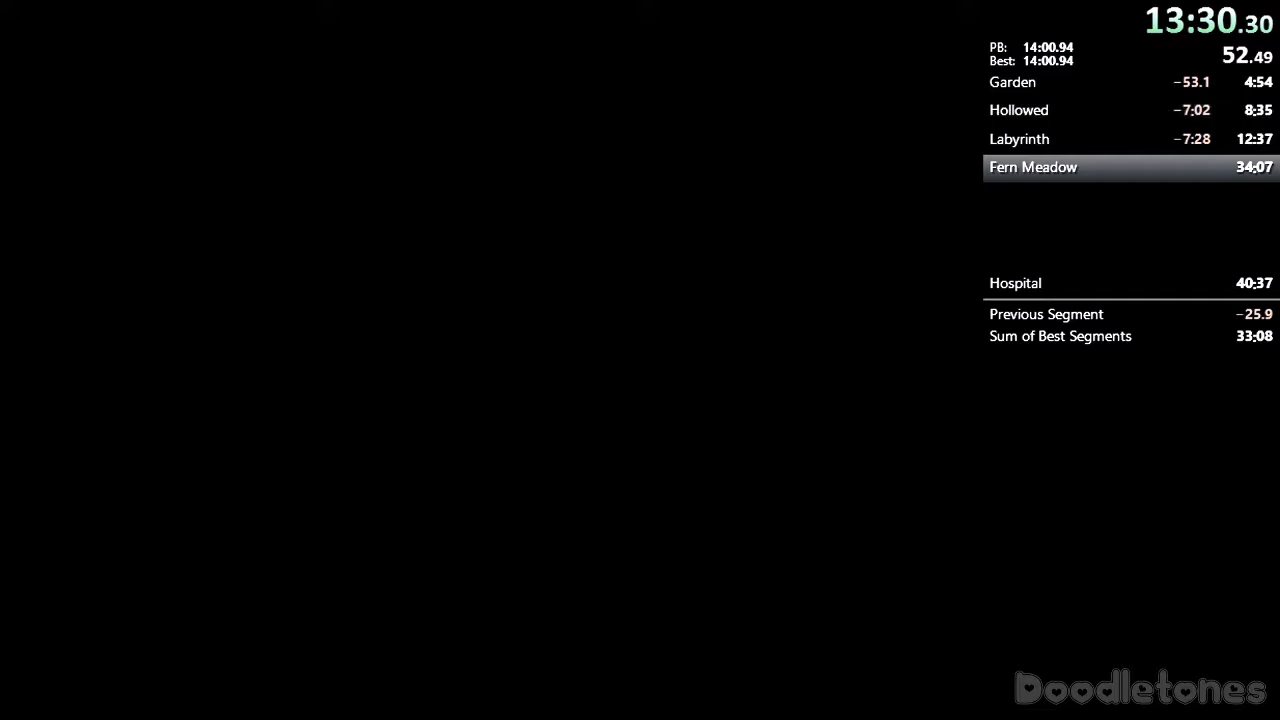 13:30.30
PB: 14:00.94 52.49
Best: 14:00.94
Garden −53.1 4:54
Hollowed −7:02 8:35
Labyrinth −7:28 12:37
Fern Meadow 34:07
Hospital 40:37
Previous Segment −25.9
Sum of Best Segments 33:08
Doodletones